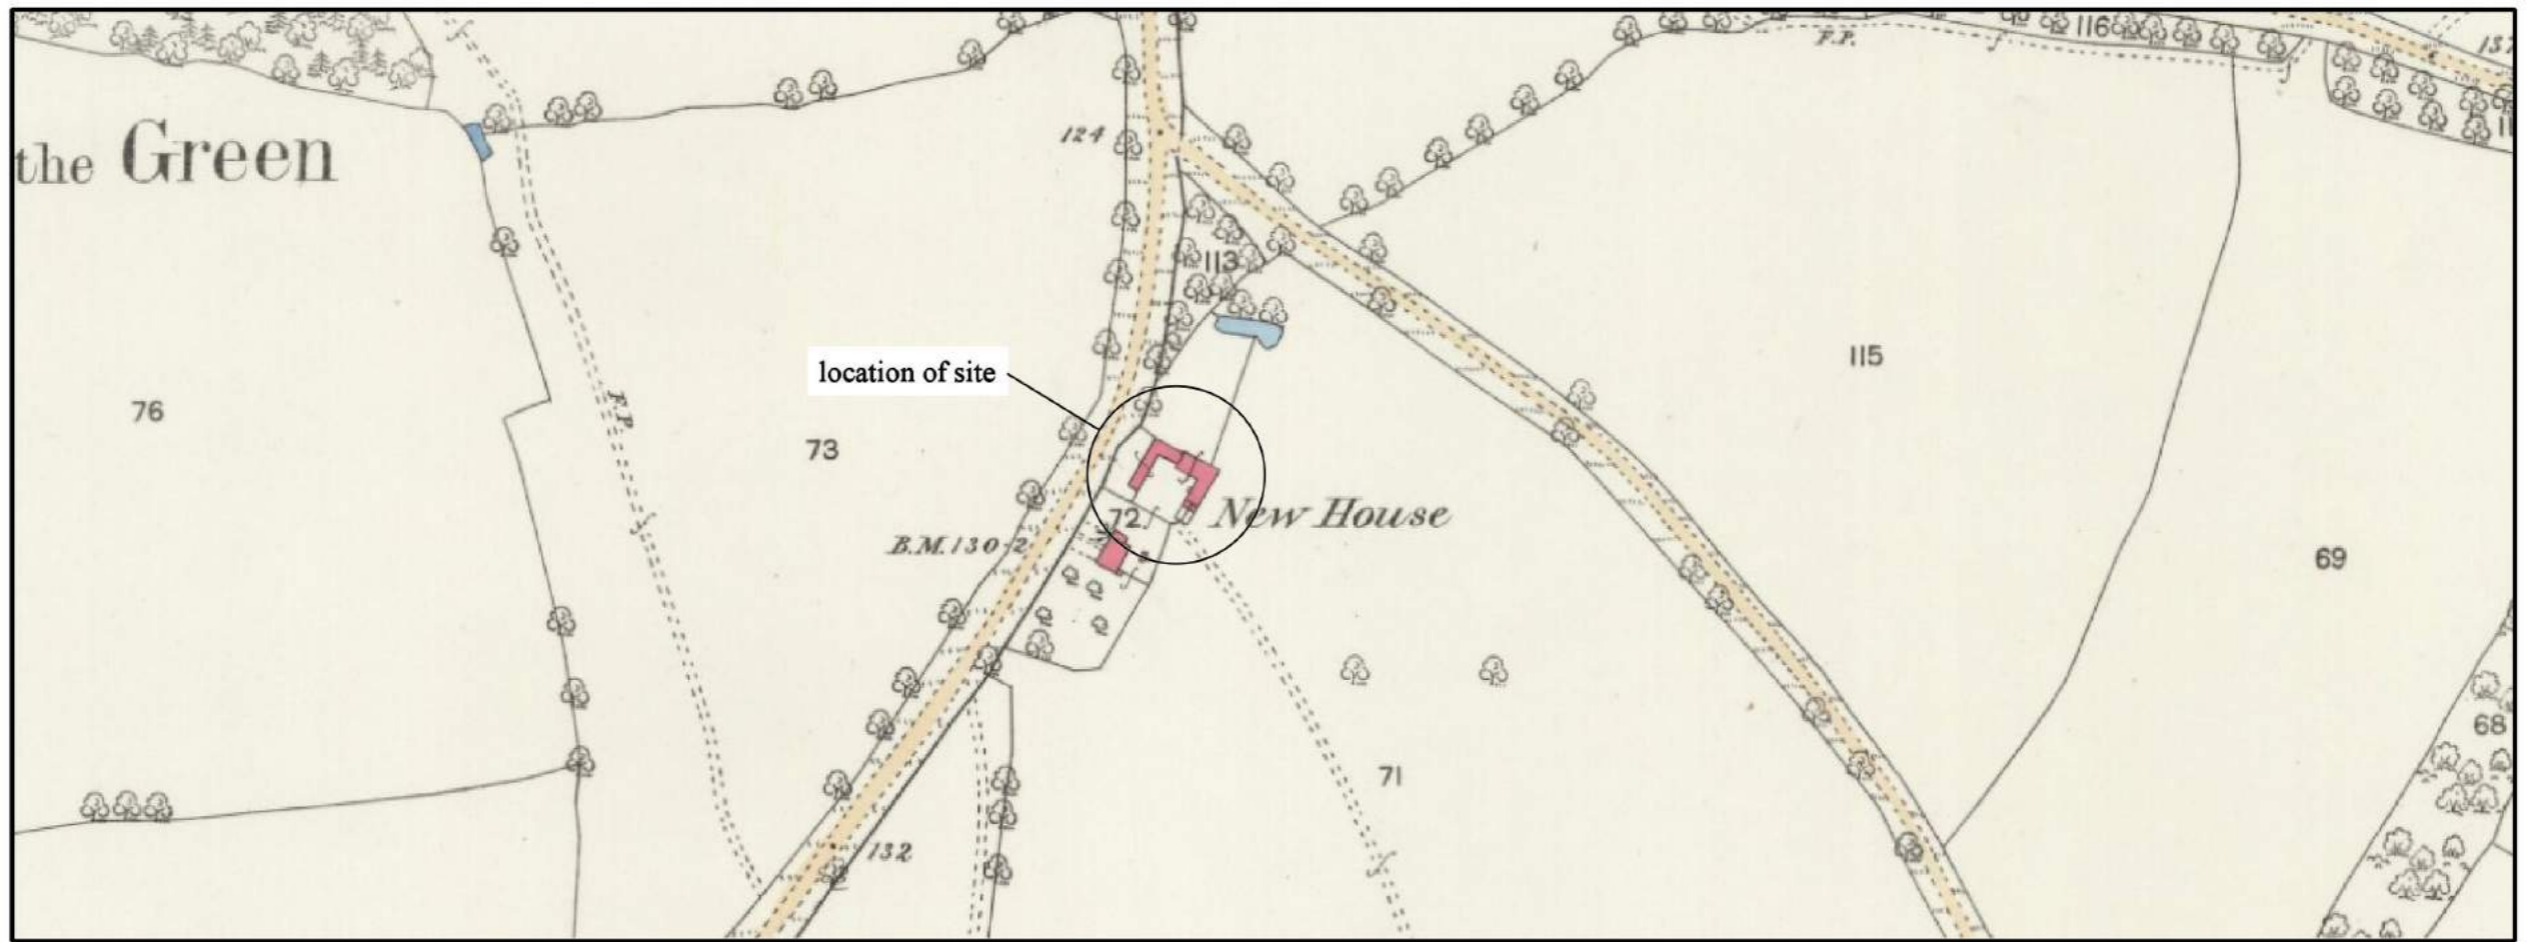 116
F.P.
137
124
the Green
113
115
location of site
76
F.P.
73
72
New House
B.M. 130·2
69
68
71
132